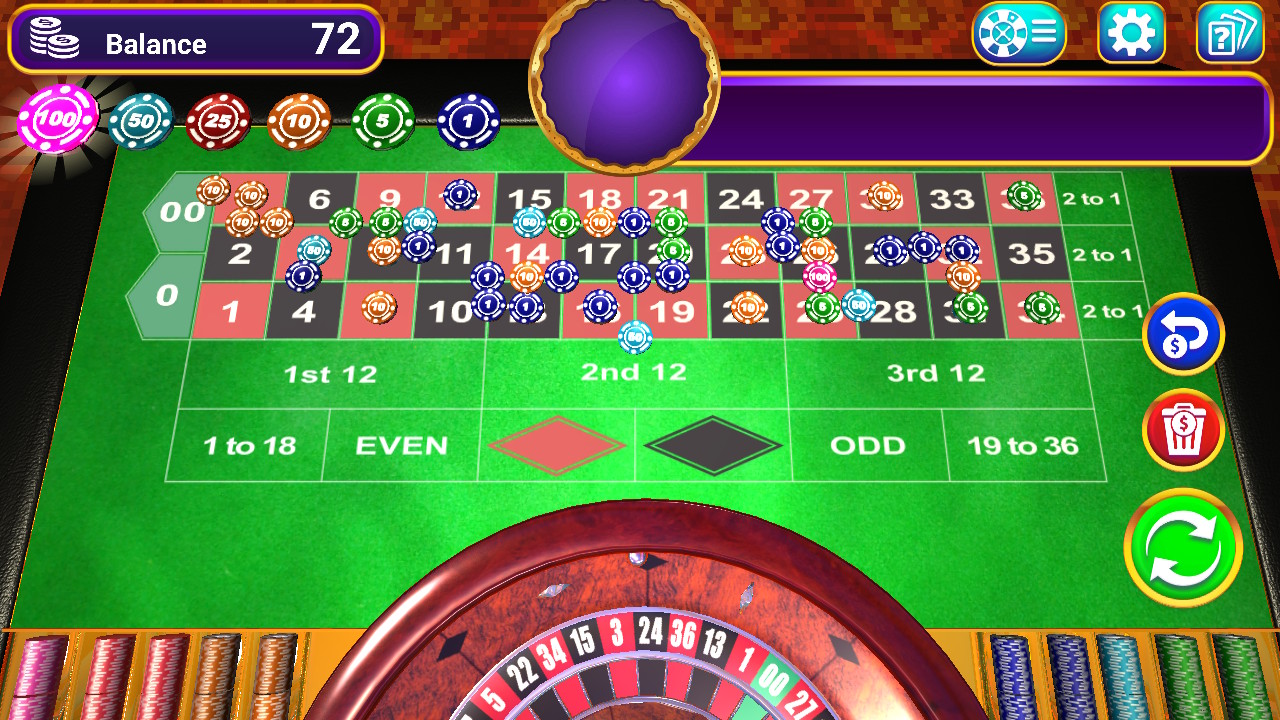 Balance 72
100 50 25 10 5 1
00 6 9 15 18 21 24 27 33 2 to 1
2 11 14 17 35 2 to 1
0 1 4 10 19 28 2 to 1
1st 12 2nd 12 3rd 12
1 to 18 EVEN ODD 19 to 36
5 22 34 15 3 24 36 13 1 00 27